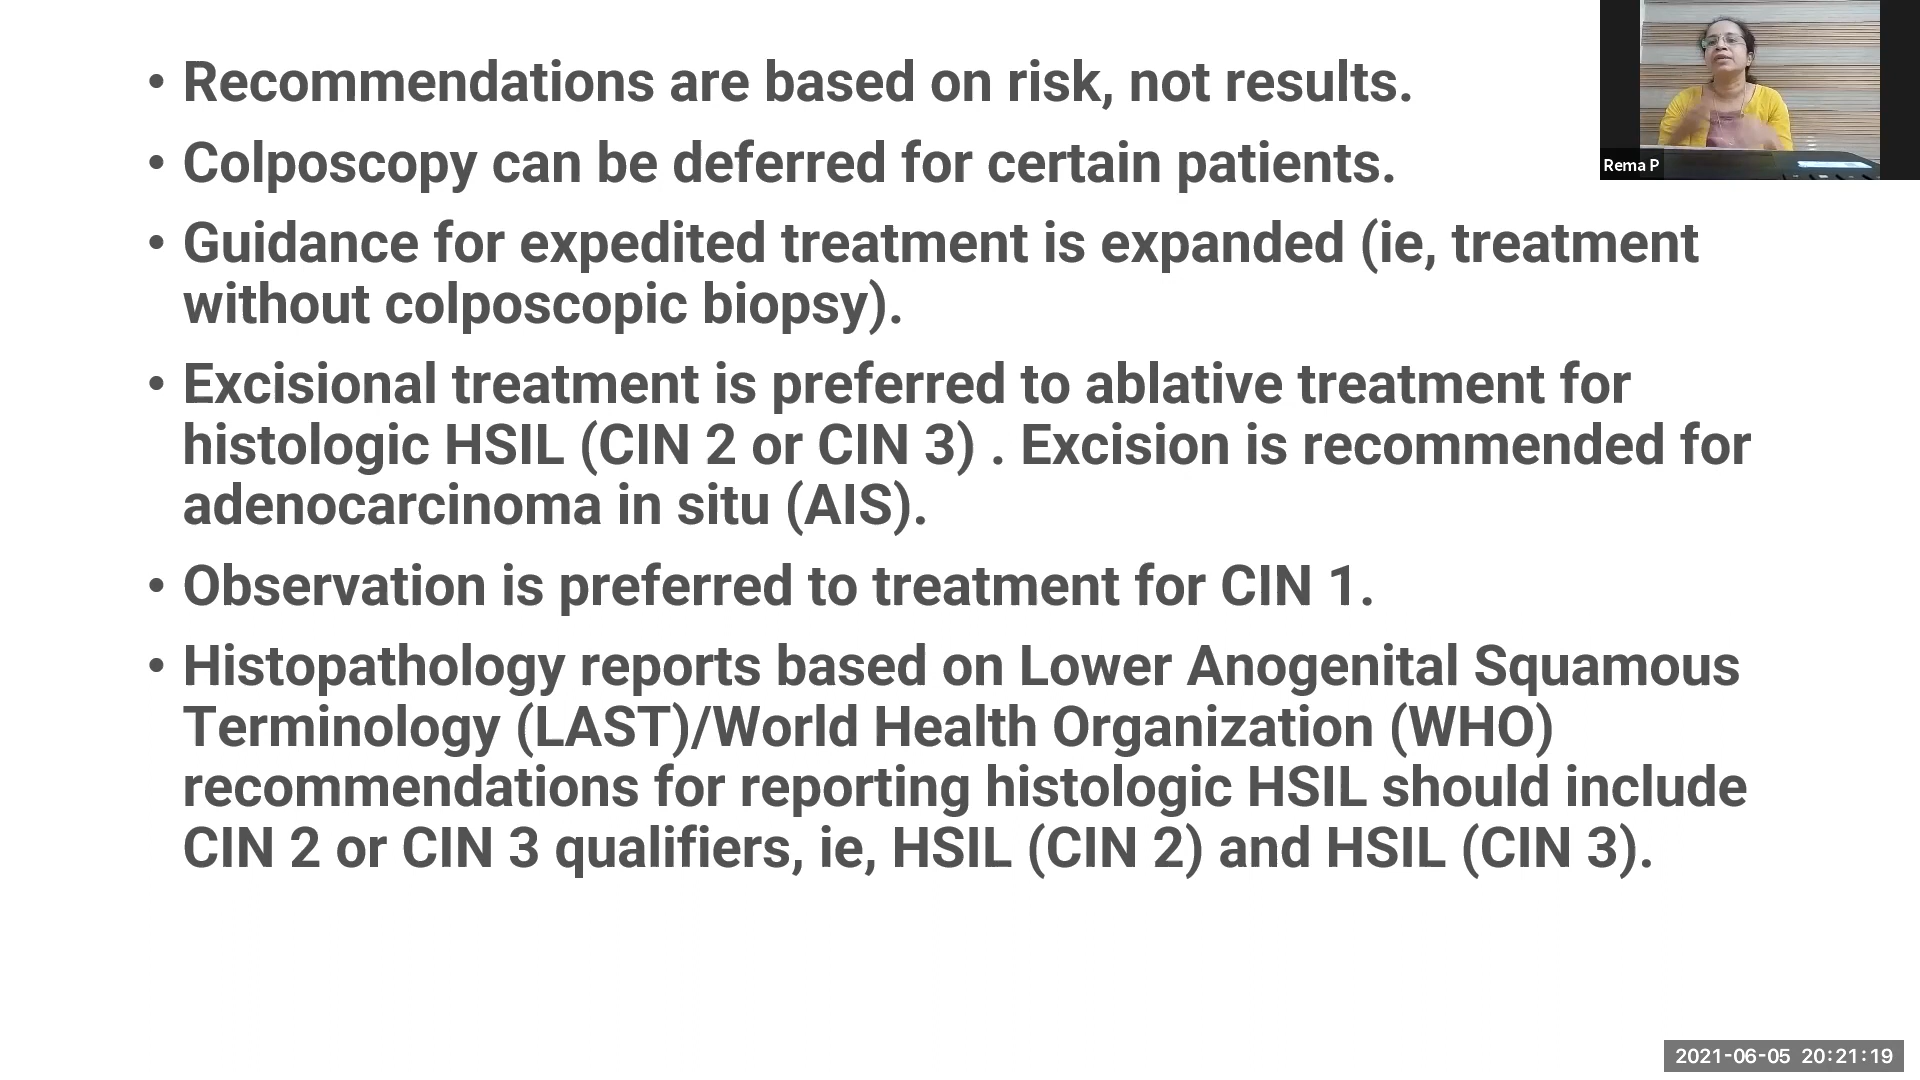 • Recommendations are based on risk, not results.
• Colposcopy can be deferred for certain patients.
• Guidance for expedited treatment is expanded (ie, treatment
without colposcopic biopsy).
• Excisional treatment is preferred to ablative treatment for
histologic HSIL (CIN 2 or CIN 3) . Excision is recommended for
adenocarcinoma in situ (AIS).
• Observation is preferred to treatment for CIN 1.
• Histopathology reports based on Lower Anogenital Squamous
Terminology (LAST)/World Health Organization (WHO)
recommendations for reporting histologic HSIL should include
CIN 2 or CIN 3 qualifiers, ie, HSIL (CIN 2) and HSIL (CIN 3).
Rema P
2021-06-05 20:21:19